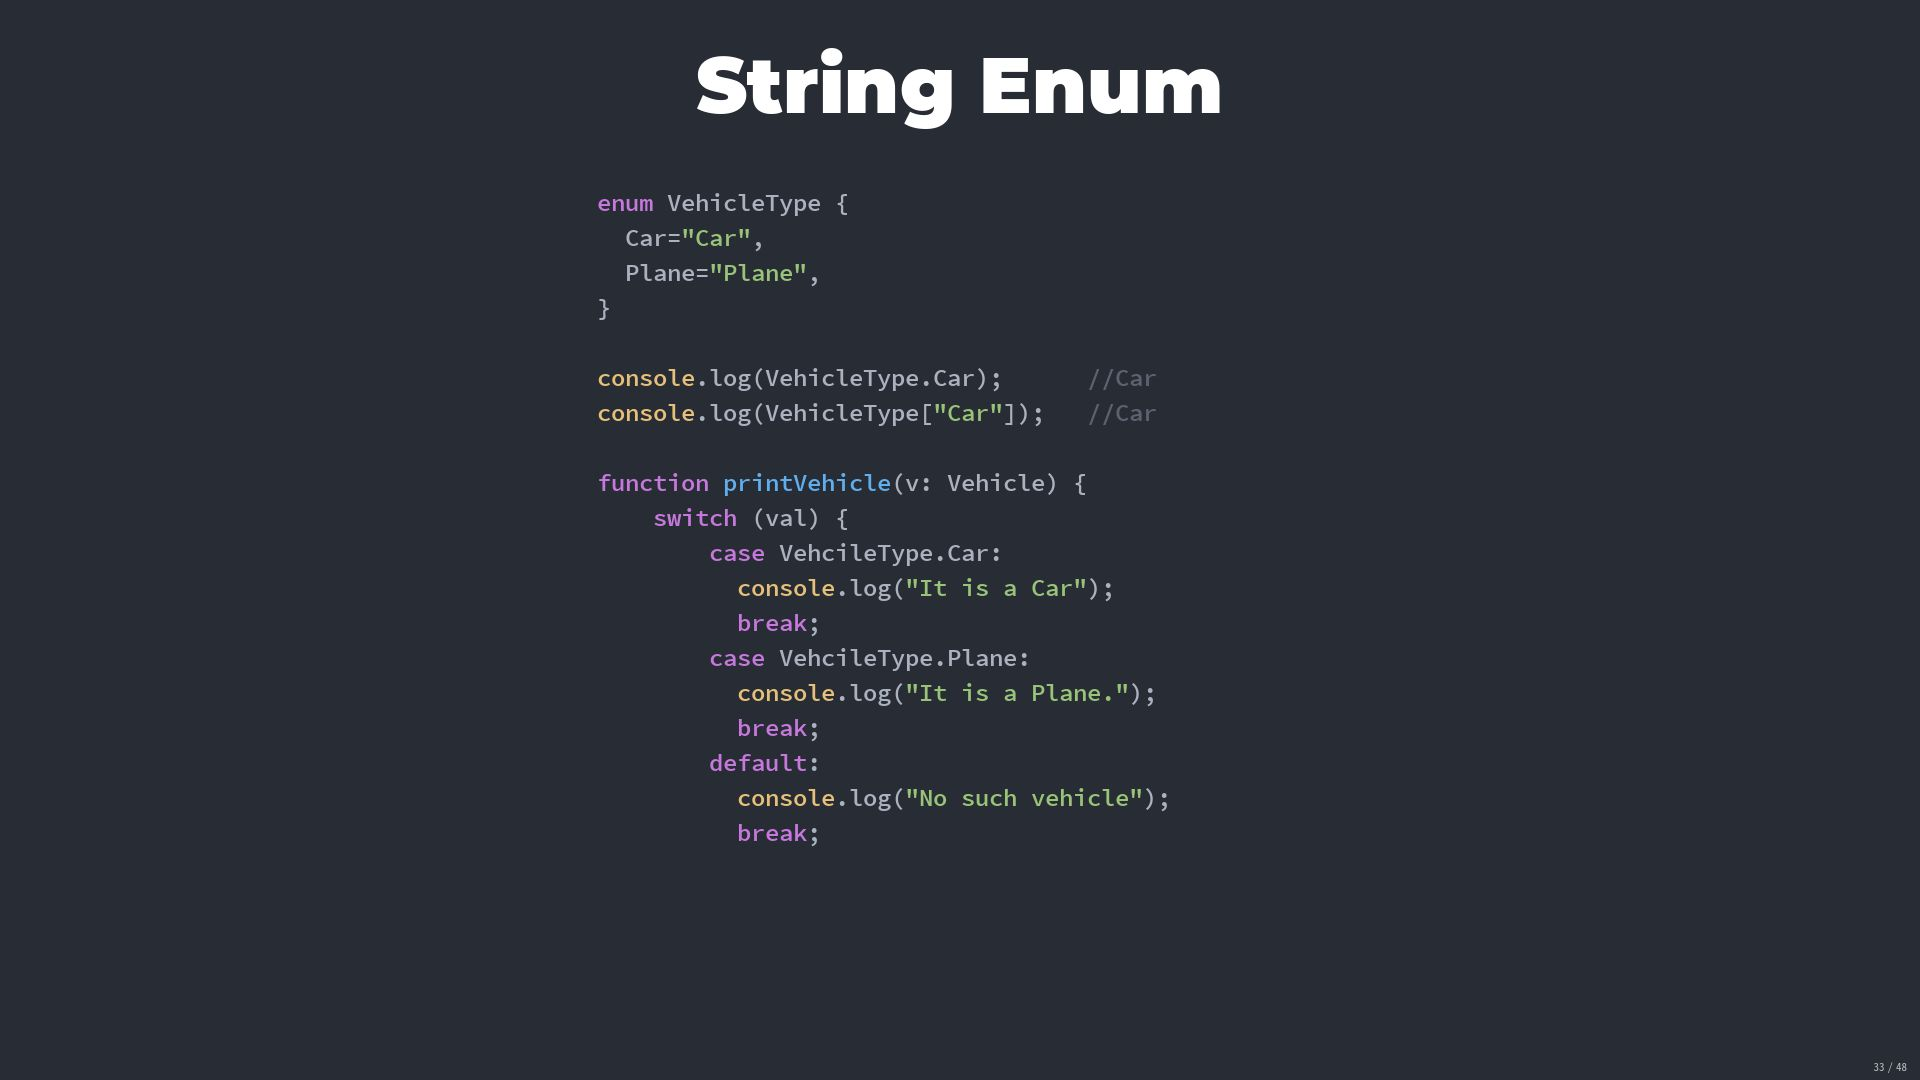 String Enum
enum VehicleType {
  Car="Car",
  Plane="Plane",
}
console.log(VehicleType.Car);      //Car
console.log(VehicleType["Car"]);   //Car
function printVehicle(v: Vehicle) {
    switch (val) {
        case VehcileType.Car:
          console.log("It is a Car");
          break;
        case VehcileType.Plane:
          console.log("It is a Plane.");
          break;
        default:
          console.log("No such vehicle");
          break;
33 / 48